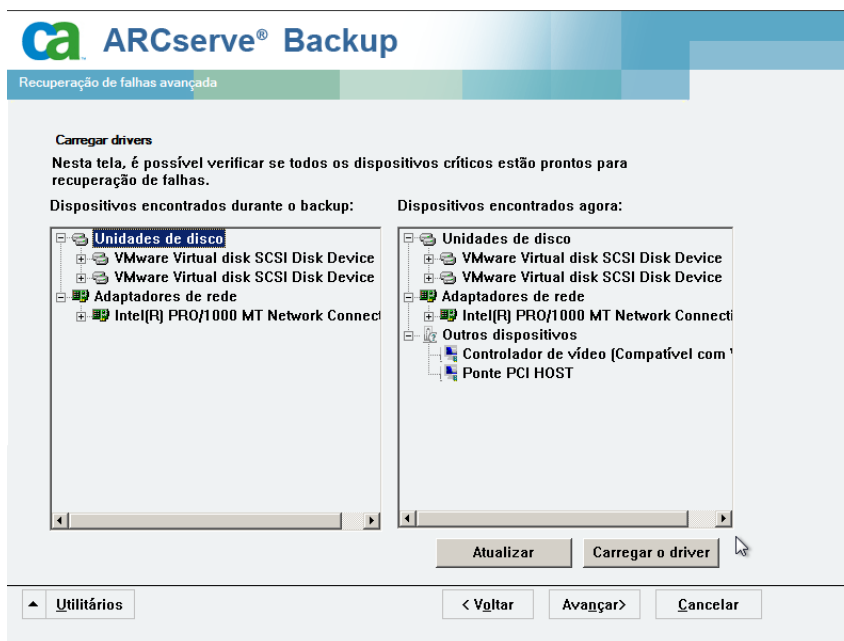 ca ARCserve® Backup
Recuperação de falhas avançada
Carregar drivers
Nesta tela, é possível verificar se todos os dispositivos críticos estão prontos para
recuperação de falhas.
Dispositivos encontrados durante o backup:
Unidades de disco
VMware Virtual disk SCSI Disk Device
VMware Virtual disk SCSI Disk Device
Adaptadores de rede
Intel(R) PRO/1000 MT Network Connect
Dispositivos encontrados agora:
Unidades de disco
VMware Virtual disk SCSI Disk Device
VMware Virtual disk SCSI Disk Device
Adaptadores de rede
Intel(R) PRO/1000 MT Network Connecti
Outros dispositivos
Controlador de vídeo (Compatível com
Ponte PCI HOST
Atualizar
Carregar o driver
Utilitários
< Voltar
Avançar>
Cancelar